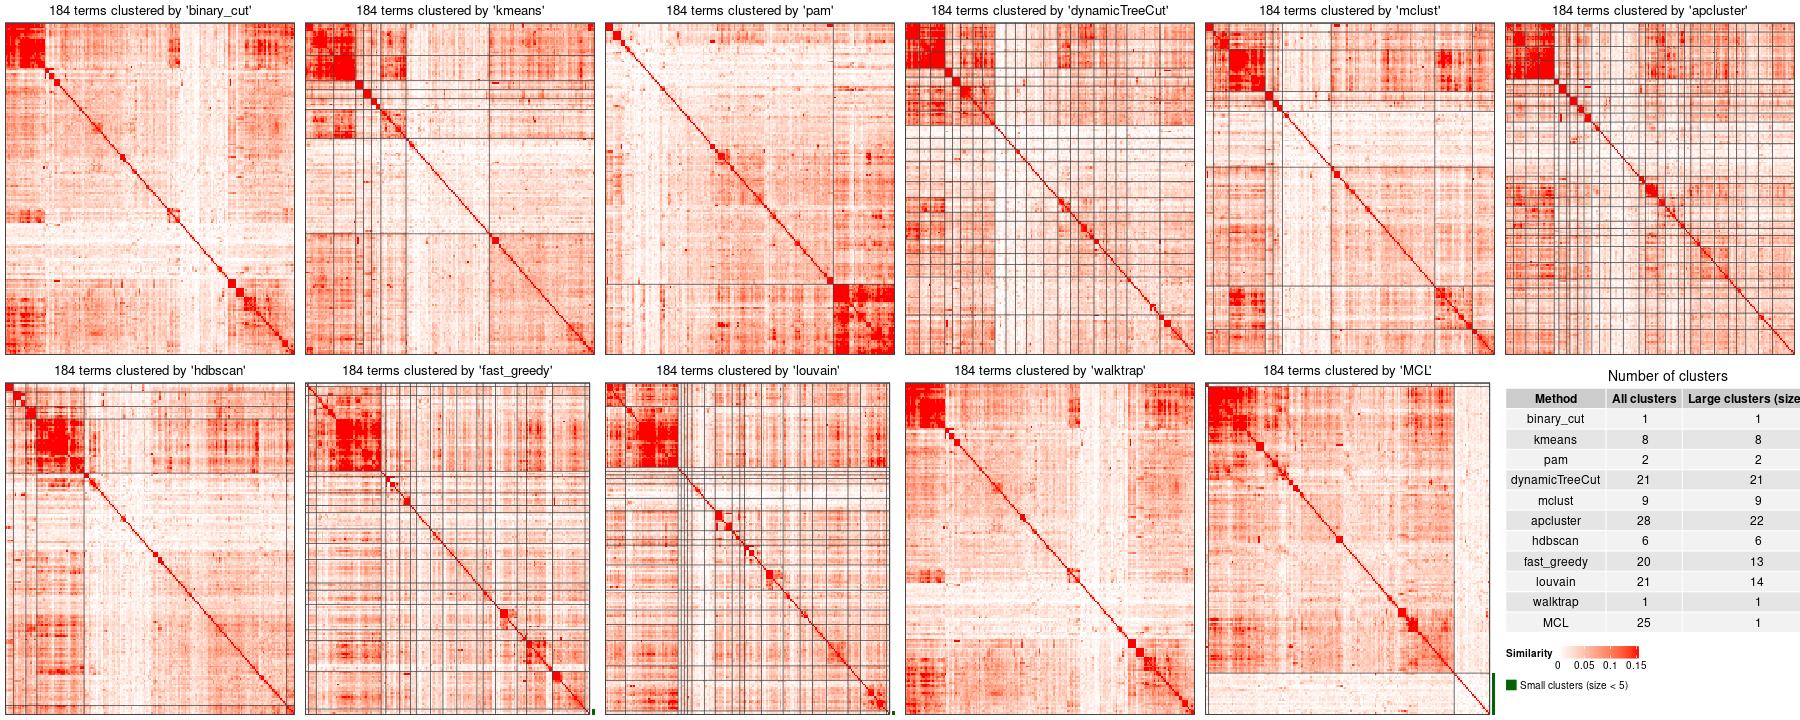 184 terms clustered by 'binary_cut'
184 terms clustered by 'kmeans'
184 terms clustered by 'pam'
184 terms clustered by 'dynamicTreeCut'
184 terms clustered by 'mclust'
184 terms clustered by 'apcluster'
184 terms clustered by 'hdbscan'
184 terms clustered by 'fast_greedy'
184 terms clustered by 'louvain'
184 terms clustered by 'walktrap'
184 terms clustered by 'MCL'
Number of clusters
Method All clusters Large clusters (size
binary_cut 1 1
kmeans 8 8
pam 2 2
dynamicTreeCut 21 21
mclust 9 9
apcluster 28 22
hdbscan 6 6
fast_greedy 20 13
louvain 21 14
walktrap 1 1
MCL 25 1
Similarity
0 0.05 0.1 0.15
Small clusters (size < 5)